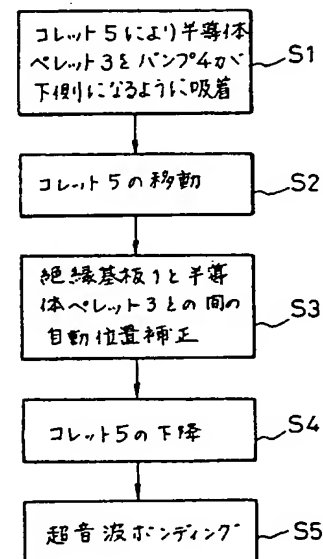 コレット5により半導体
ペレット3をバンプ4が
下側になるように吸着
S1
コレット5の移動
S2
絶縁基板1と半導
体ペレット3との間の
自動位置補正
S3
コレット5の下降
S4
超音波ボンディング
S5